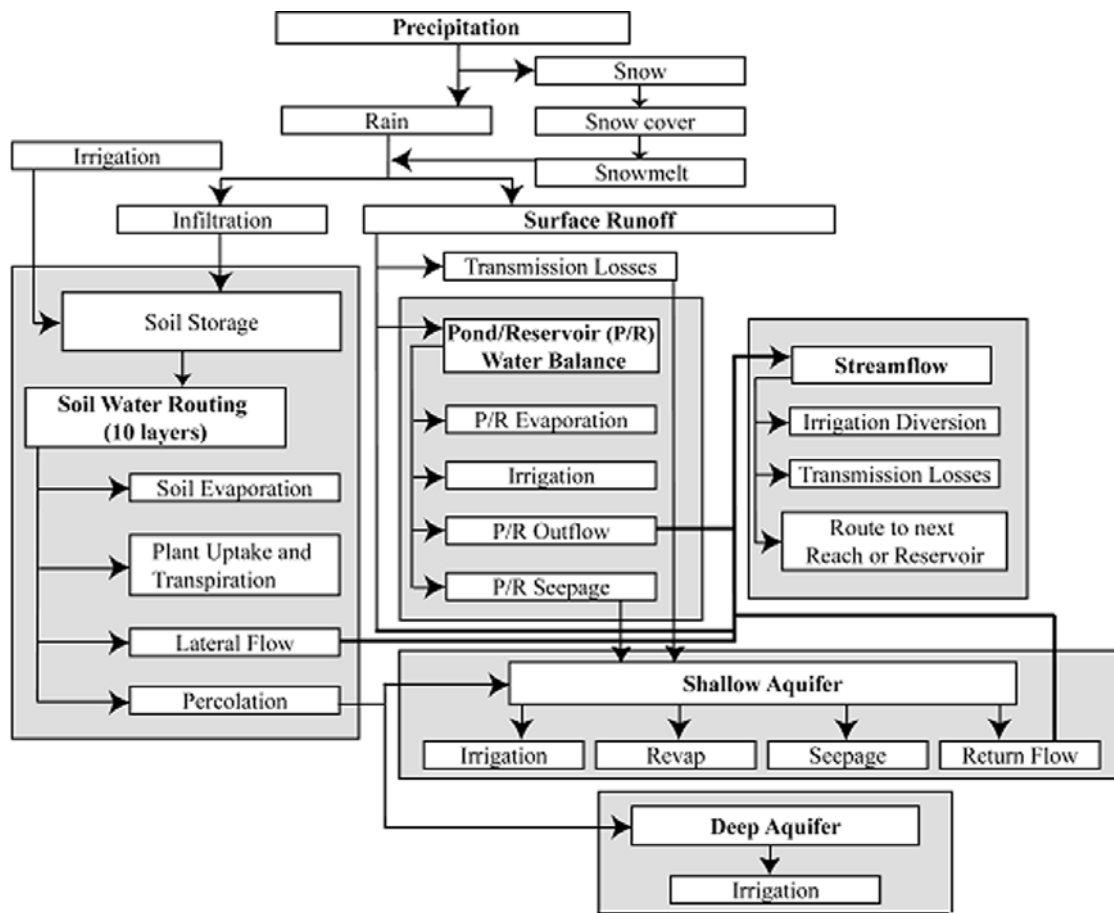 Precipitation
Snow
Rain
Snow cover
Irrigation
Snowmelt
Infiltration
Surface Runoff
Transmission Losses
Soil Storage
Pond/Reservoir (P/R)
Water Balance
Streamflow
Soil Water Routing
(10 layers)
P/R Evaporation
Irrigation Diversion
Soil Evaporation
Irrigation
Transmission Losses
P/R Outflow
Route to next
Reach or Reservoir
Plant Uptake and
Transpiration
P/R Seepage
Lateral Flow
Percolation
Shallow Aquifer
Irrigation
Revap
Seepage
Return Flow
Deep Aquifer
Irrigation